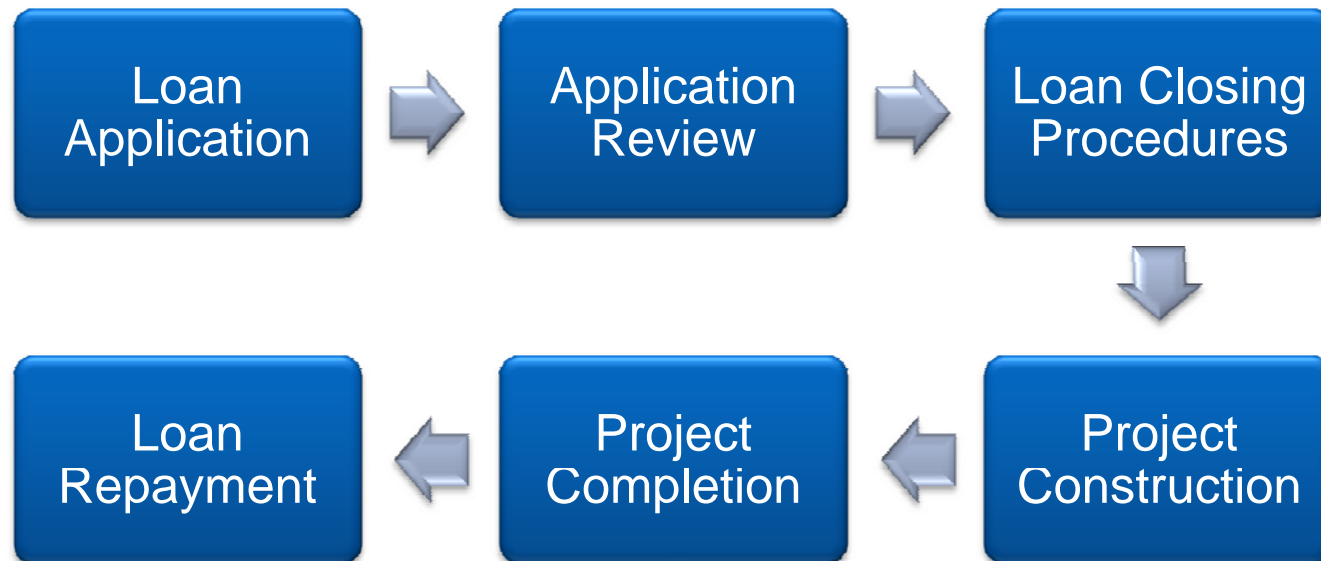 Loan
Application
Application
Review
Loan Closing
Procedures
Project
Construction
Project
Completion
Loan
Repayment